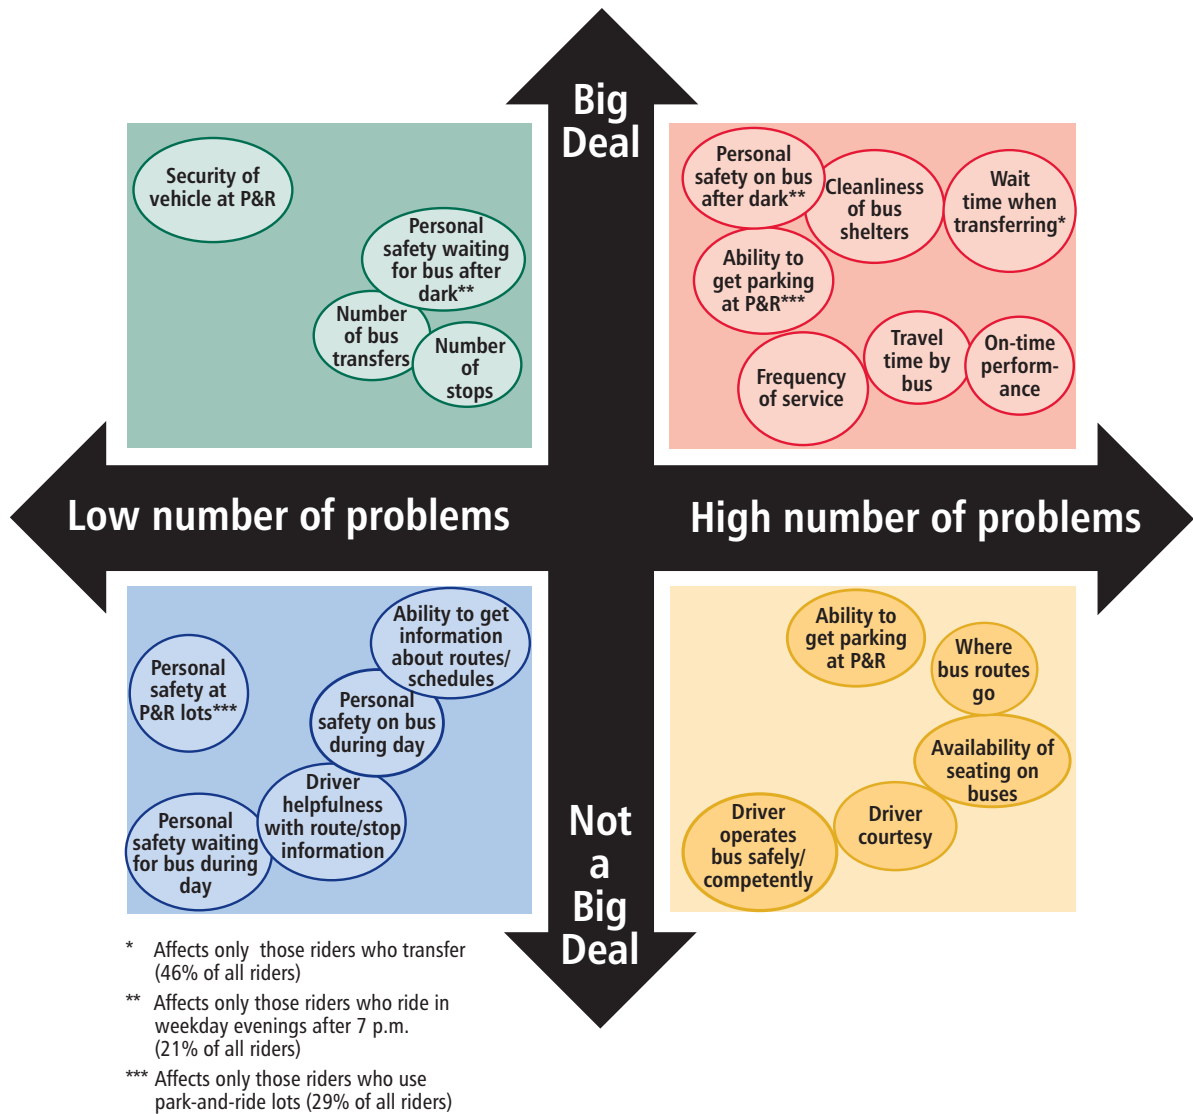 Big
Deal
Security of
vehicle at P&R
Personal
safety waiting
for bus after
dark**
Number
of bus
transfers
Number
of
stops
Personal
safety on bus
after dark**
Cleanliness
of bus
shelters
Wait
time when
transferring*
Ability to
get parking
at P&R***
Frequency
of service
Travel
time by
bus
On-time
perform-
ance
Low number of problems
High number of problems
Ability to get
information
about routes/
schedules
Personal
safety at
P&R lots***
Personal
safety on bus
during day
Driver
helpfulness
with route/stop
information
Personal
safety waiting
for bus during
day
Ability to
get parking
at P&R
Where
bus routes
go
Availability of
seating on
buses
Driver
courtesy
Driver
operates
bus safely/
competently
Not
a
Big
Deal
* Affects only those riders who transfer
(46% of all riders)
** Affects only those riders who ride in
weekday evenings after 7 p.m.
(21% of all riders)
*** Affects only those riders who use
park-and-ride lots (29% of all riders)